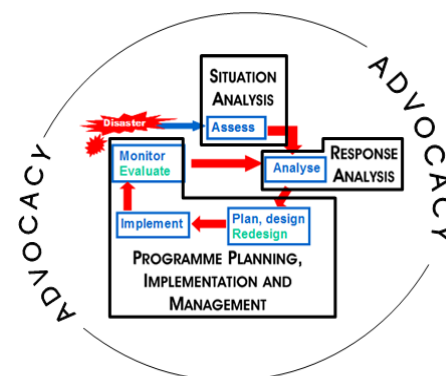 ADVOCACY
SITUATION
ANALYSIS
Disaster
Assess
Monitor
Evaluate
RESPONSE
ANALYSIS
Analyse
Implement
Plan, design
Redesign
PROGRAMME PLANNING,
IMPLEMENTATION AND
MANAGEMENT
ADVOCACY